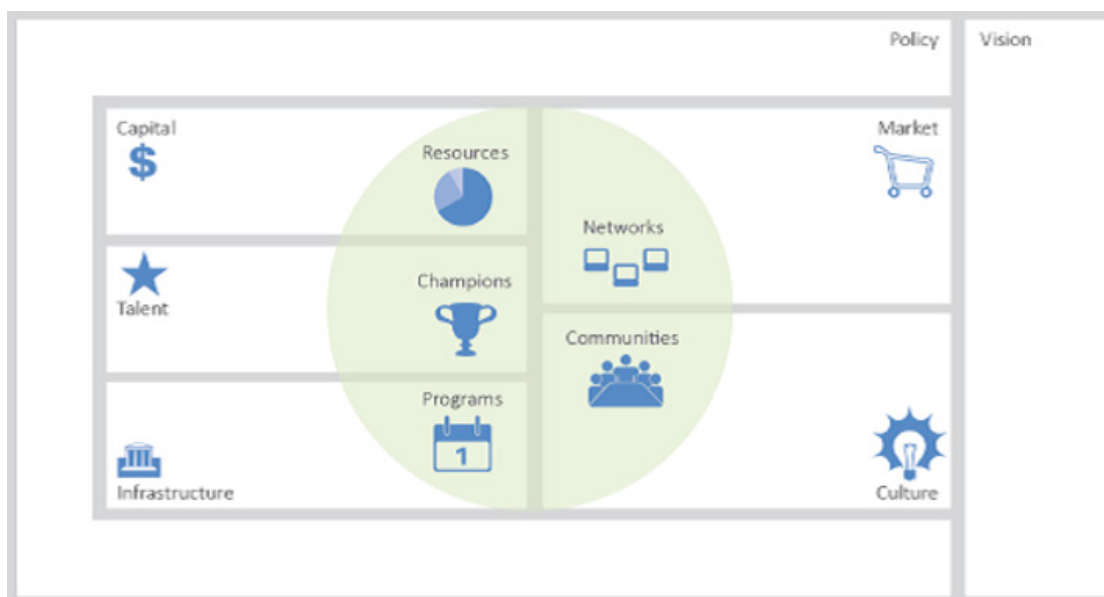 Policy
Vision
Capital
$
Resources
Market
Networks
Talent
Champions
Communities
Programs
1
Infrastructure
Culture